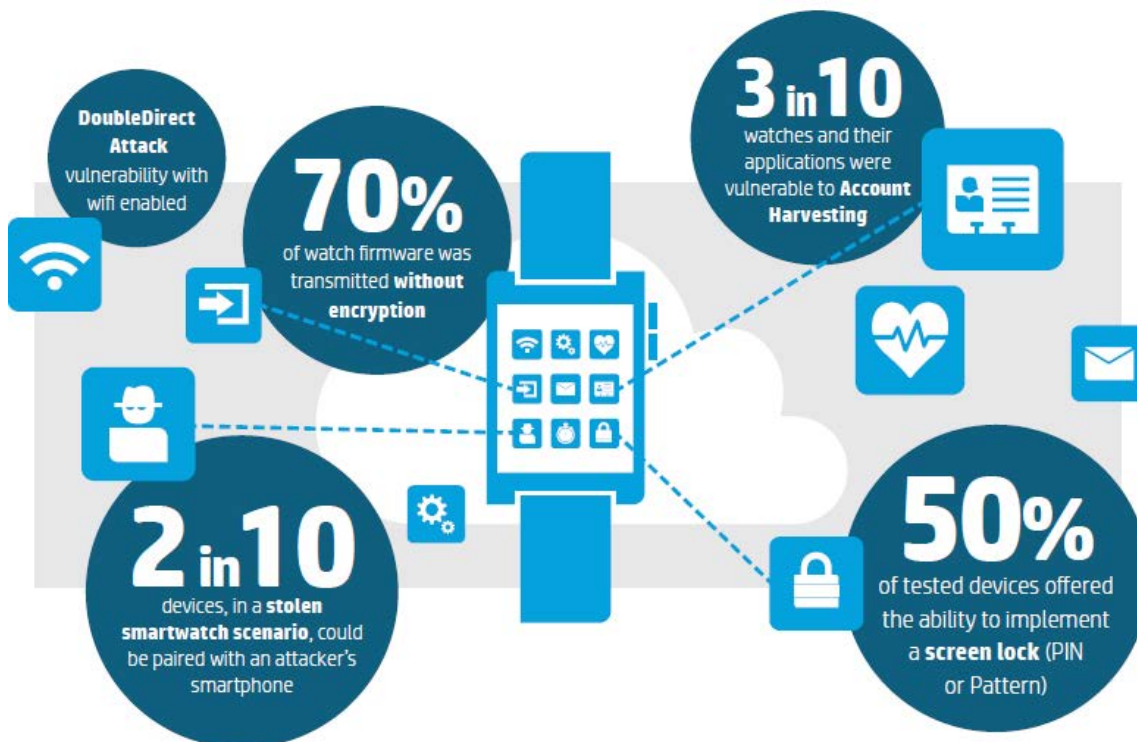 DoubleDirect
Attack
vulnerability with
wifi enabled
70%
of watch firmware was
transmitted without
encryption
3 in 10
watches and their
applications were
vulnerable to Account
Harvesting
2 in 10
devices, in a stolen
smartwatch scenario, could
be paired with an attacker's
smartphone
50%
of tested devices offered
the ability to implement
a screen lock (PIN
or Pattern)